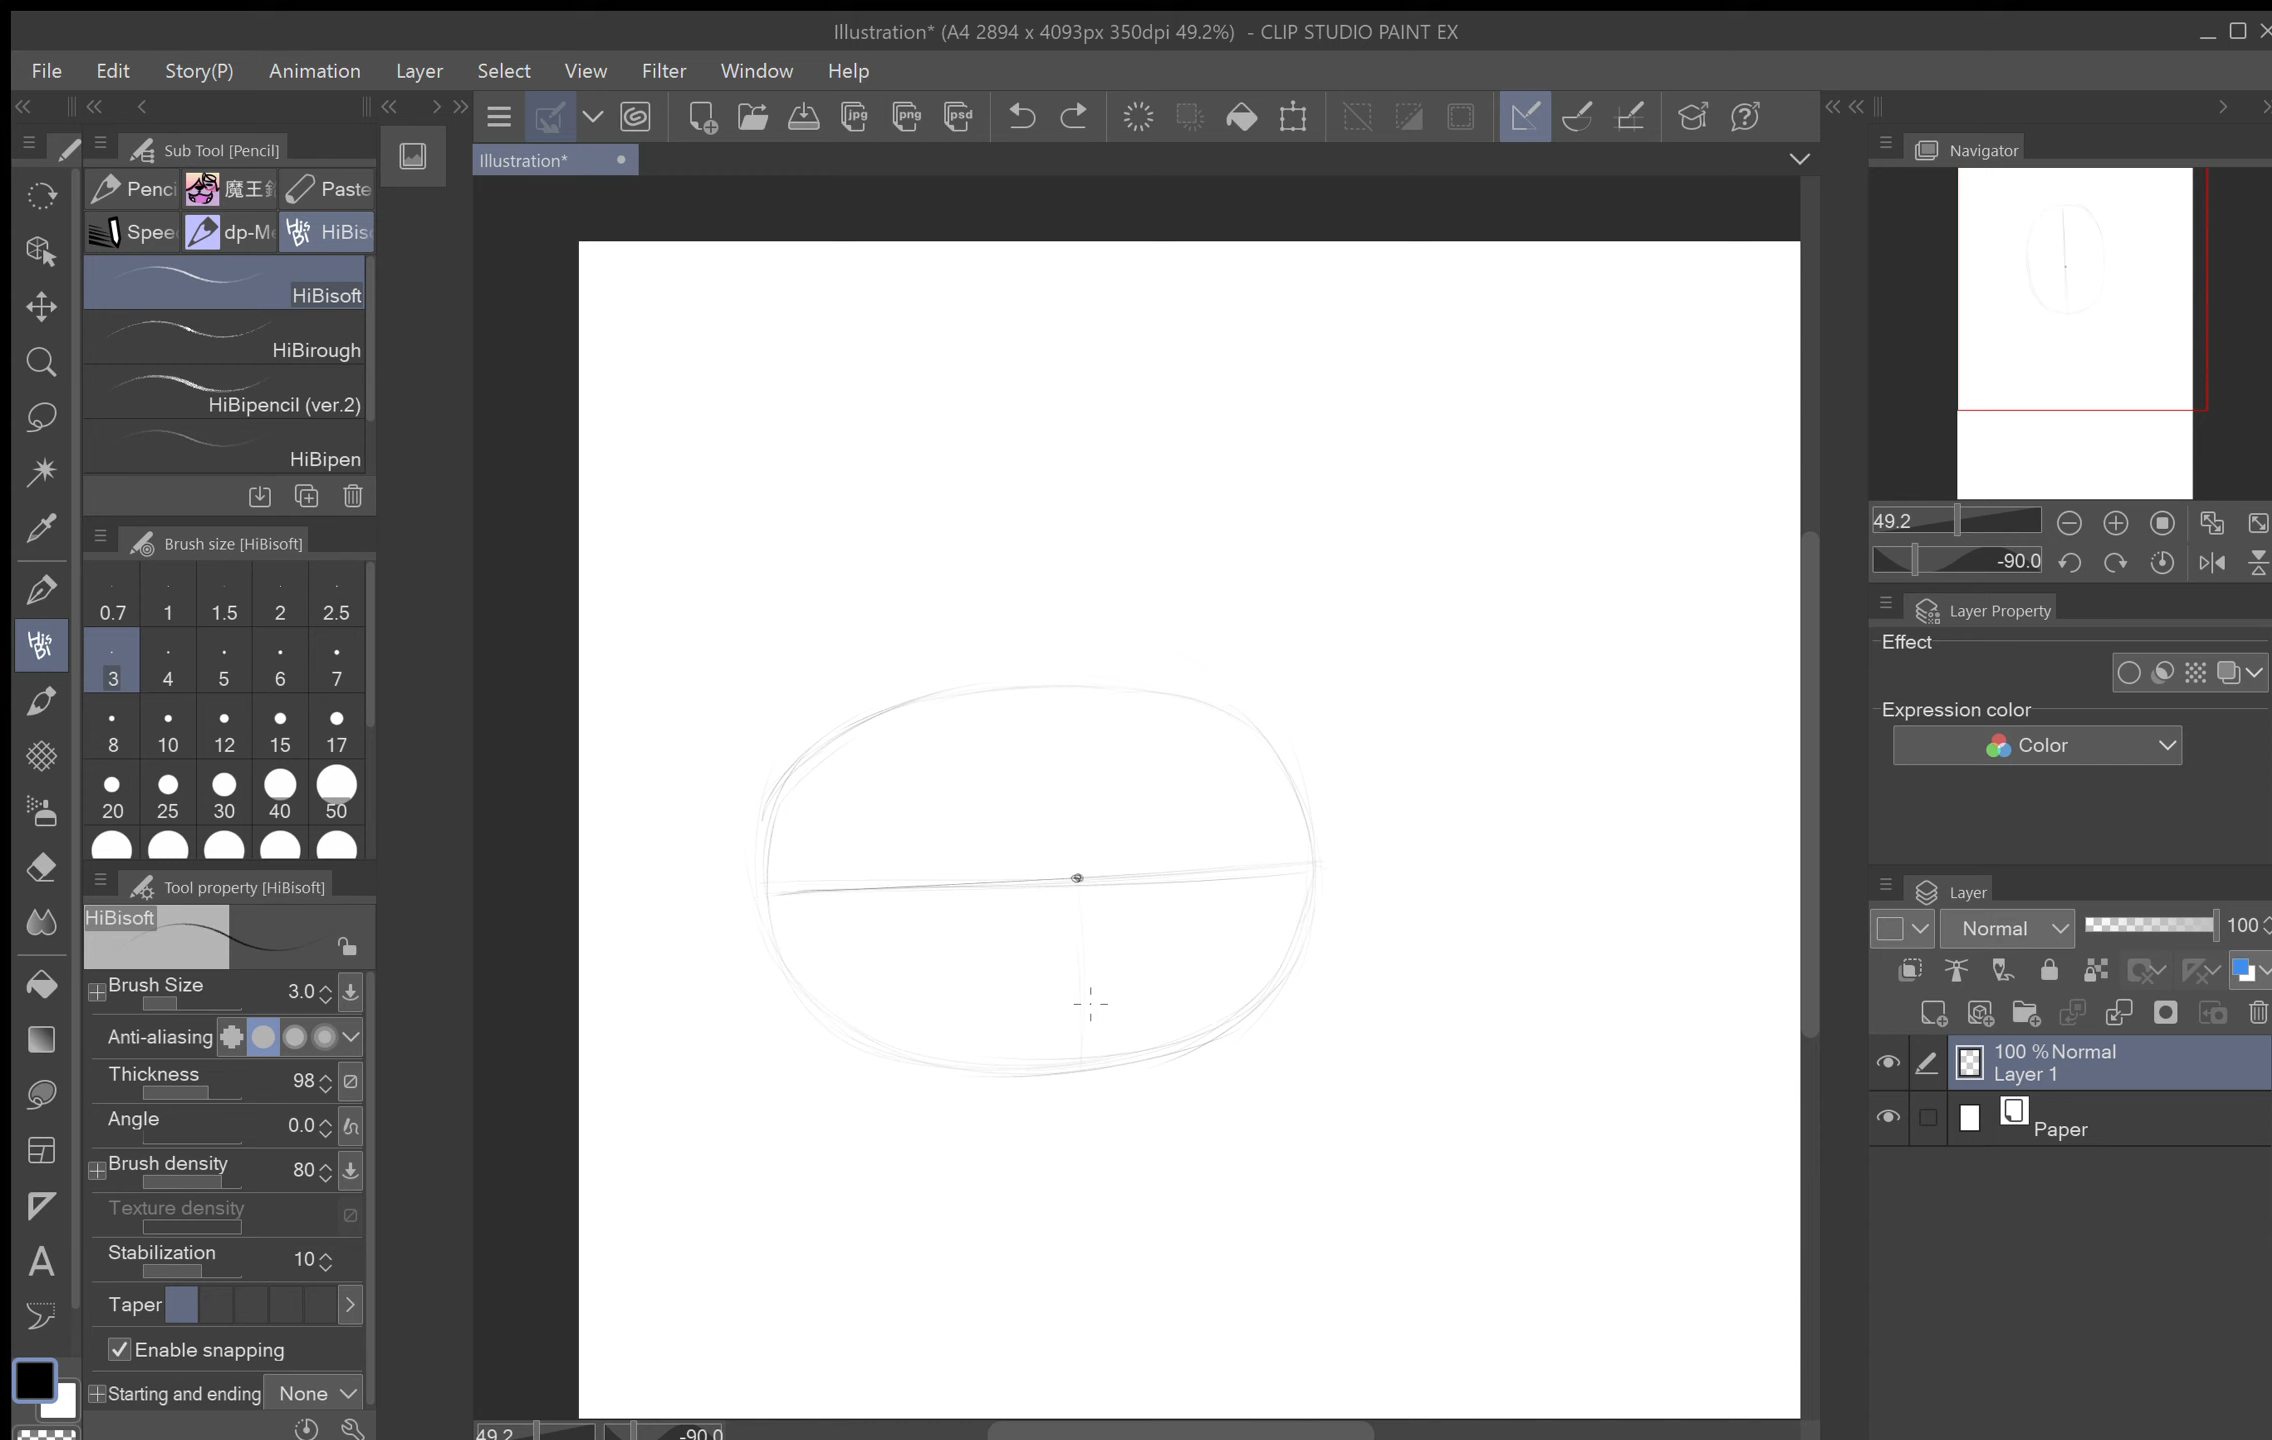 Illustration* (A4 2894 x 4093px 350dpi 49.2%) - CLIP STUDIO PAINT EX
File Edit Story(P) Animation Layer Select View Filter Window Help
jpg png psd
Sub Tool [Pencil]
Illustration*
Navigator
Penci 魔王 Paste
Spee dp-Me HiBis
HiBisoft
HiBirough
HiBipencil (ver.2)
HiBipen
Brush size [HiBisoft]
0.7 1 1.5 2 2.5
3 4 5 6 7
8 10 12 15 17
20 25 30 40 50
Tool property [HiBisoft]
HiBisoft
Brush Size 3.0
Anti-aliasing
Thickness 98
Angle 0.0
Brush density 80
Texture density
Stabilization 10
Taper
Enable snapping
Starting and ending None
49.2 -90.0
49.2
-90.0
Layer Property
Effect
Expression color
Color
Layer
Normal 100
100 %Normal
Layer 1
Paper